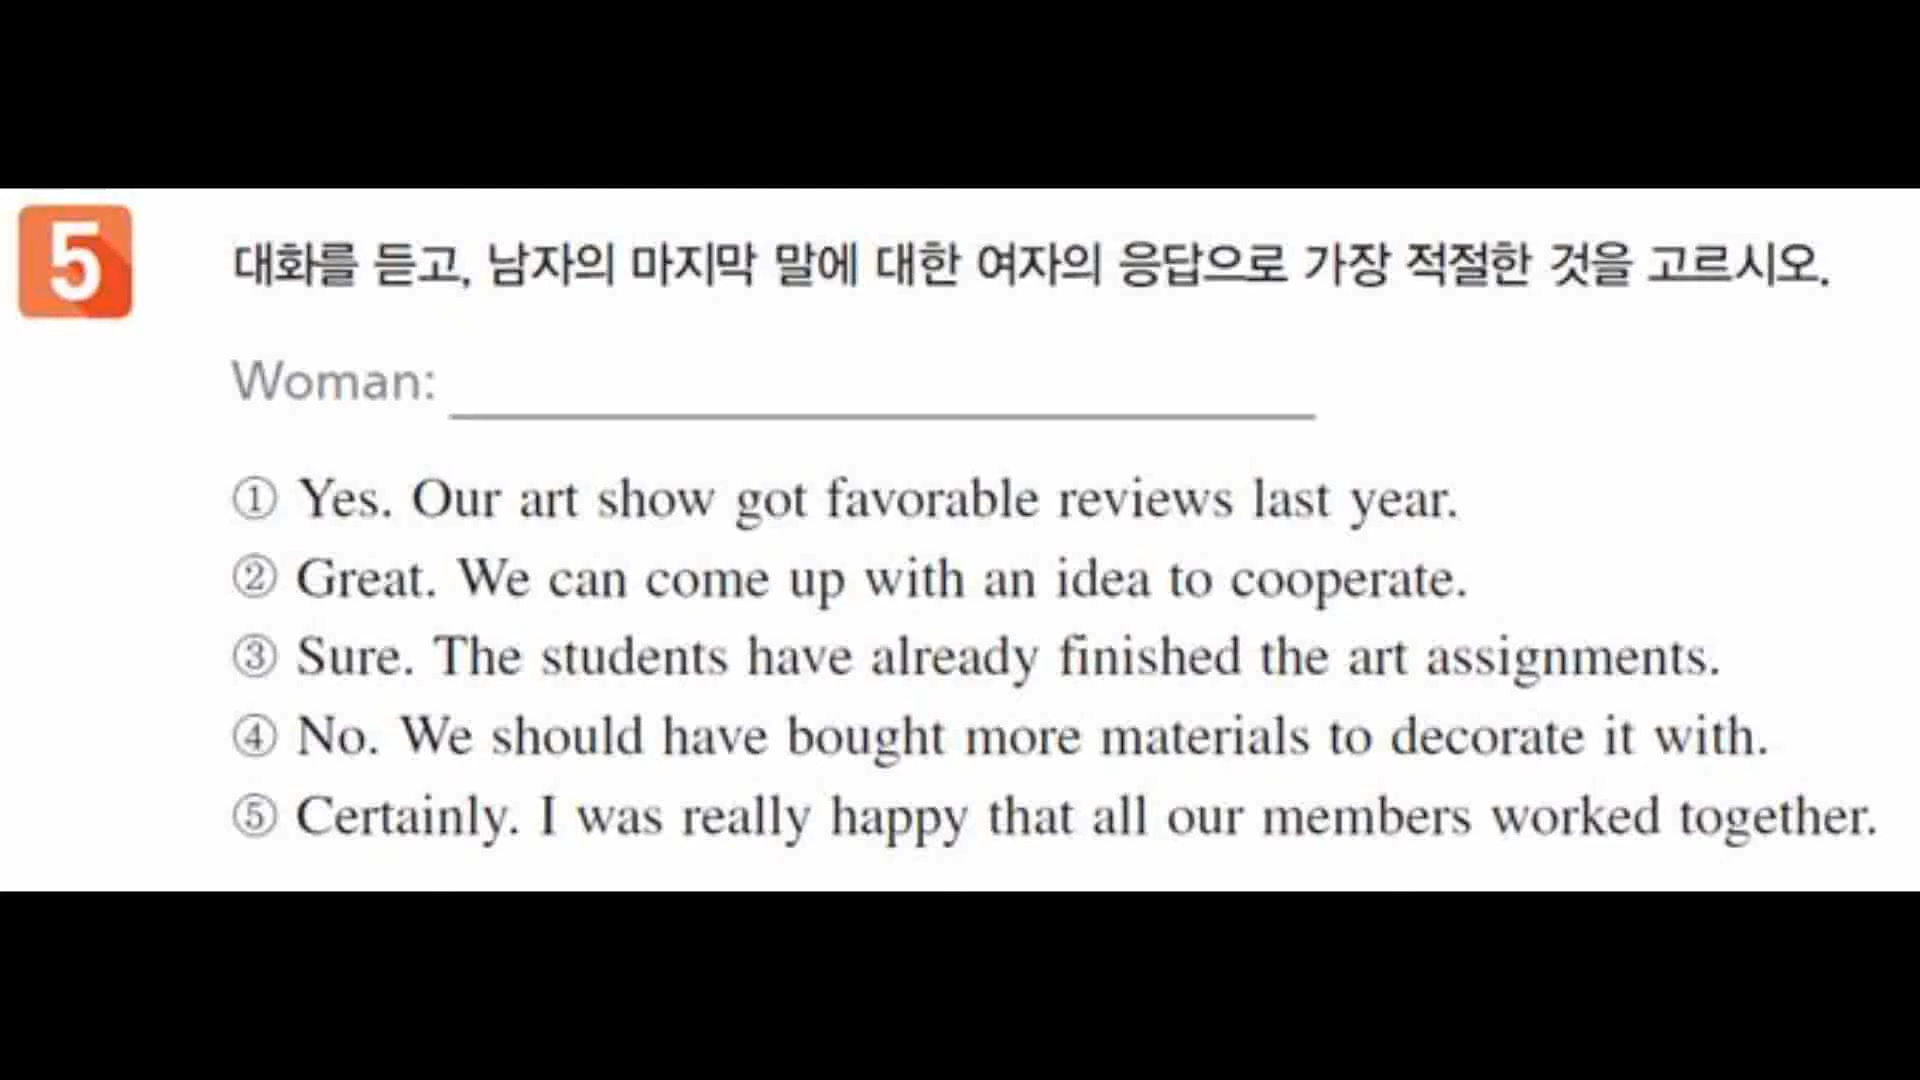 5
대화를 듣고, 남자의 마지막 말에 대한 여자의 응답으로 가장 적절한 것을 고르시오.
Woman:
① Yes. Our art show got favorable reviews last year.
② Great. We can come up with an idea to cooperate.
③ Sure. The students have already finished the art assignments.
④ No. We should have bought more materials to decorate it with.
⑤ Certainly. I was really happy that all our members worked together.